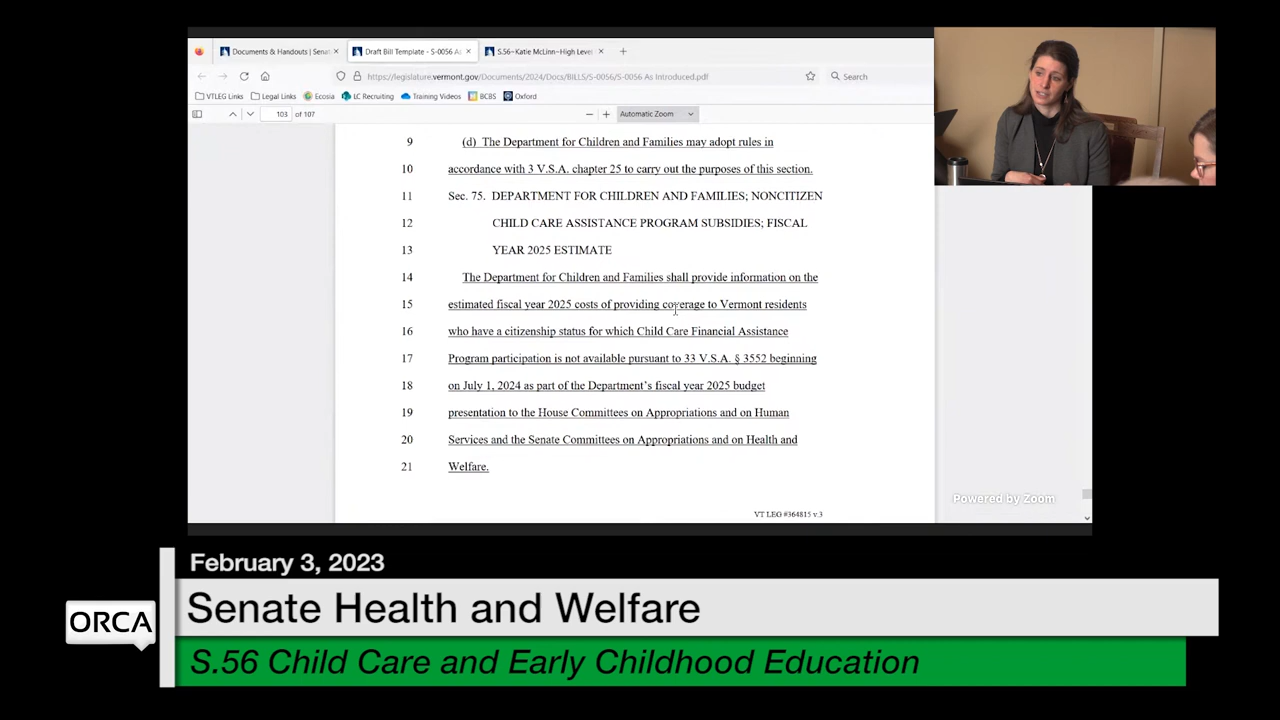 Documents & Handouts | Senat
Draft Bill Template - S-0056 As
S.56~Katie McLinn~High Level
https://legislature.vermont.gov/Documents/2024/Docs/BILLS/S-0056/S-0056 As Introduced.pdf
Search
VTLEG Links
Legal Links
Ecosia
LC Recruiting
Training Videos
BCBS
Oxford
103 of 107
Automatic Zoom
9 (d) The Department for Children and Families may adopt rules in
10 accordance with 3 V.S.A. chapter 25 to carry out the purposes of this section.
11 Sec. 75. DEPARTMENT FOR CHILDREN AND FAMILIES; NONCITIZEN
12 CHILD CARE ASSISTANCE PROGRAM SUBSIDIES; FISCAL
13 YEAR 2025 ESTIMATE
14 The Department for Children and Families shall provide information on the
15 estimated fiscal year 2025 costs of providing coverage to Vermont residents
16 who have a citizenship status for which Child Care Financial Assistance
17 Program participation is not available pursuant to 33 V.S.A. § 3552 beginning
18 on July 1, 2024 as part of the Department's fiscal year 2025 budget
19 presentation to the House Committees on Appropriations and on Human
20 Services and the Senate Committees on Appropriations and on Health and
21 Welfare.
VT LEG #364815 v.3
Powered by Zoom
February 3, 2023
ORCA
Senate Health and Welfare
S.56 Child Care and Early Childhood Education